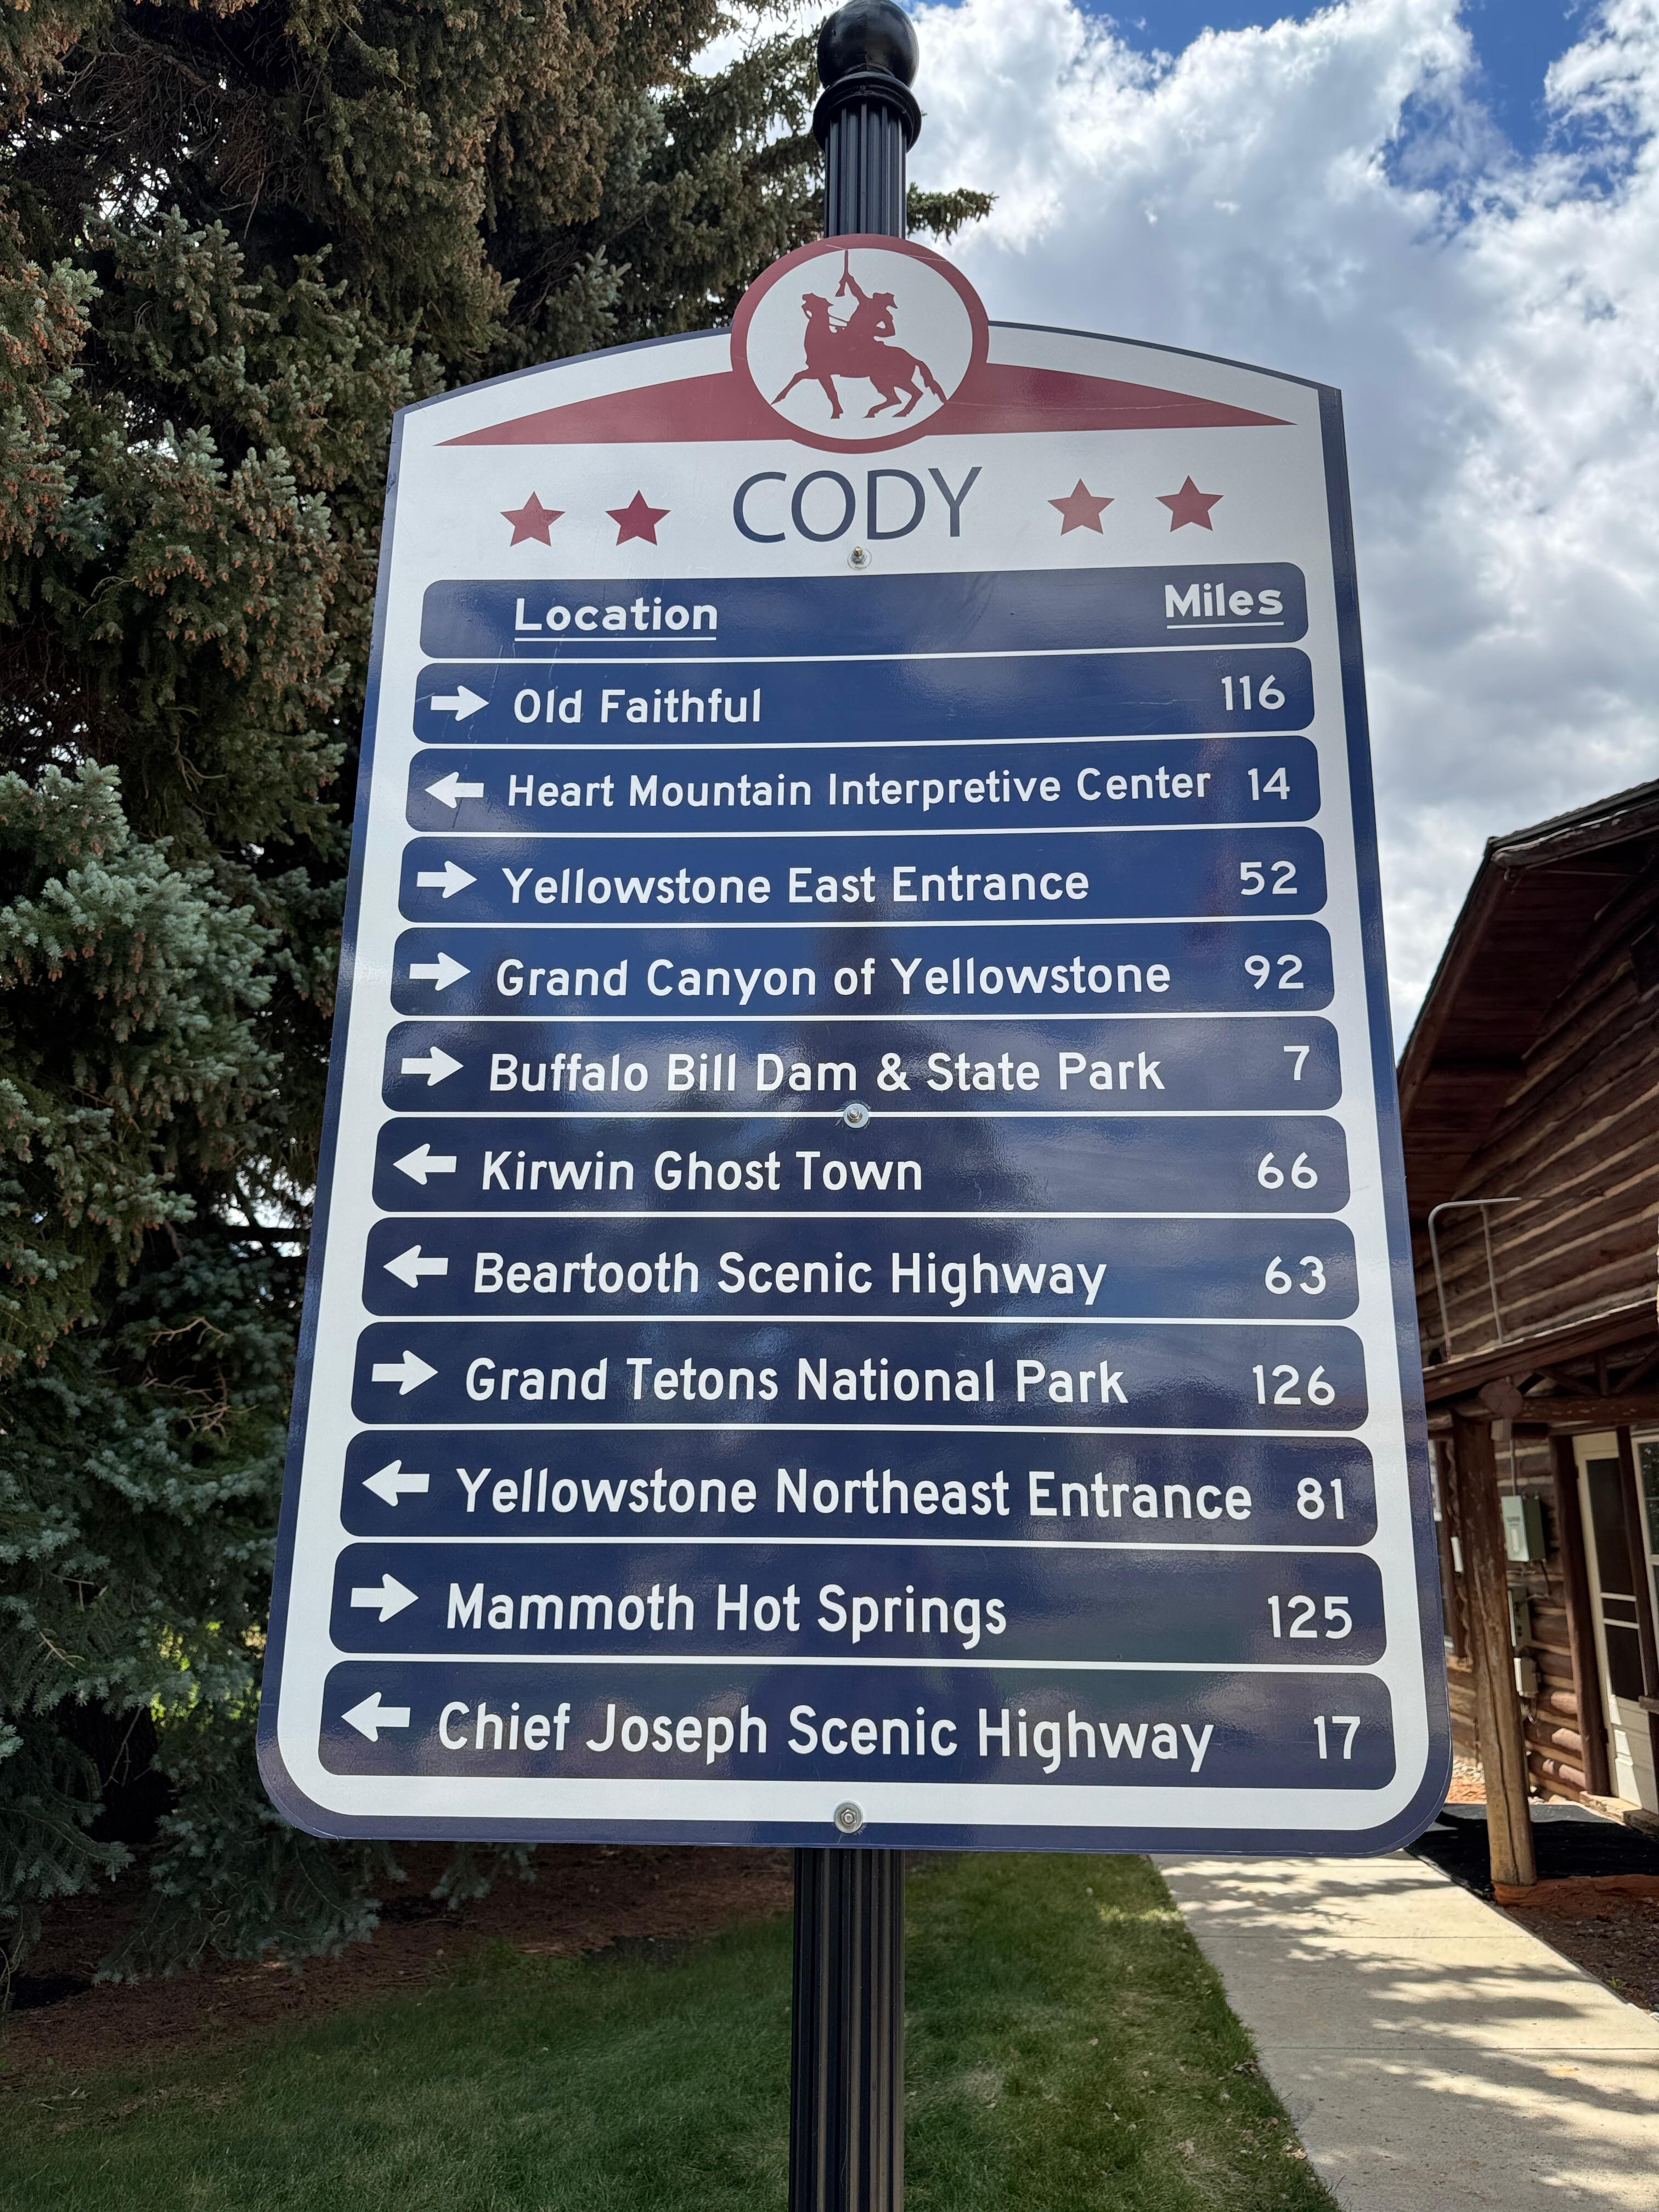 CODY
Location Miles
Old Faithful 116
Heart Mountain Interpretive Center 14
Yellowstone East Entrance 52
Grand Canyon of Yellowstone 92
Buffalo Bill Dam & State Park 7
Kirwin Ghost Town 66
Beartooth Scenic Highway 63
Grand Tetons National Park 126
Yellowstone Northeast Entrance 81
Mammoth Hot Springs 125
Chief Joseph Scenic Highway 17